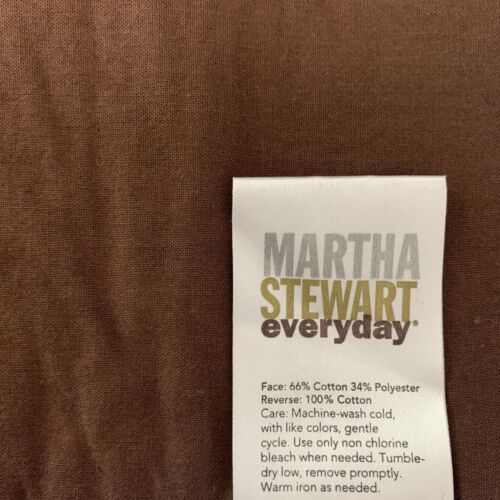 MARTHA
STEWART
everyday®
Face: 66% Cotton 34% Polyester
Reverse: 100% Cotton
Care: Machine-wash cold,
with like colors, gentle
cycle. Use only non chlorine
bleach when needed. Tumble-
dry low, remove promptly.
Warm iron as needed.